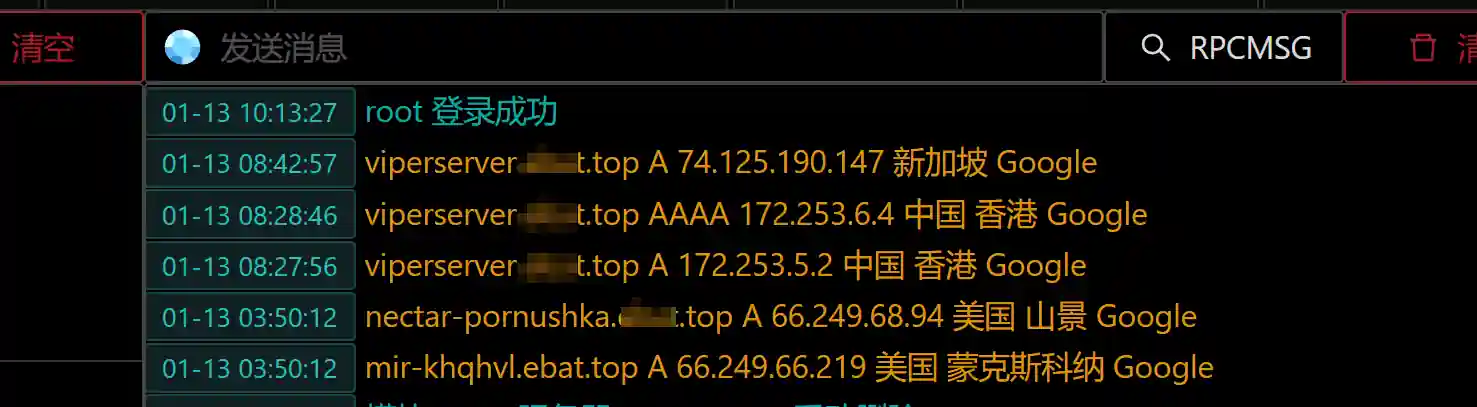 清空 发送消息 RPCMSG
01-13 10:13:27 root 登录成功
01-13 08:42:57 viperserver t.top A 74.125.190.147 新加坡 Google
01-13 08:28:46 viperserver t.top AAAA 172.253.6.4 中国 香港 Google
01-13 08:27:56 viperserver t.top A 172.253.5.2 中国 香港 Google
01-13 03:50:12 nectar-pornushka. .top A 66.249.68.94 美国 山景 Google
01-13 03:50:12 mir-khqhvl.ebat.top A 66.249.66.219 美国 蒙克斯科纳 Google